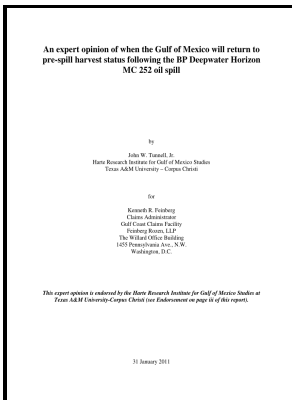 An expert opinion of when the Gulf of Mexico will return to
pre-spill harvest status following the BP Deepwater Horizon
MC 252 oil spill
by
John W. Tunnell, Jr.
Harte Research Institute for Gulf of Mexico Studies
Texas A&M University – Corpus Christi
for
Kenneth R. Feinberg
Claims Administrator
Gulf Coast Claims Facility
Feinberg Rozen, LLP
The Willard Office Building
1455 Pennsylvania Ave., N.W.
Washington, D.C.
This expert opinion is endorsed by the Harte Research Institute for Gulf of Mexico Studies at
Texas A&M University-Corpus Christi (see Endorsement on page iii of this report).
31 January 2011